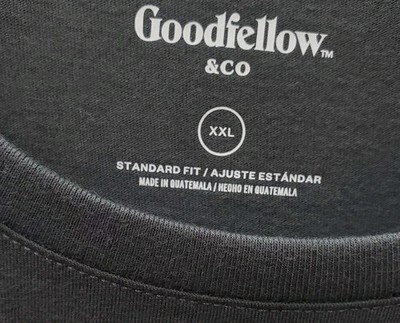 Goodfellow™
&CO
XXL
STANDARD FIT / AJUSTE ESTÁNDAR
MADE IN GUATEMALA / HECHO EN GUATEMALA